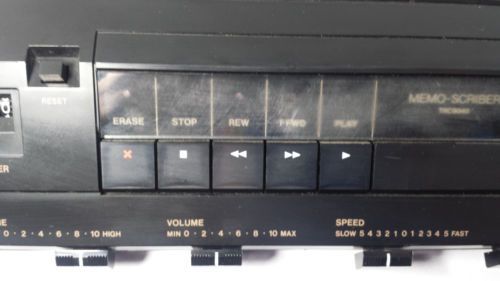 RESET
MEMO-SCRIBER
ERASE STOP REW FFWD PLAY
VOLUME SPEED
0 · 2 · 4 · 6 · 8 · 10 HIGH MIN 0 · 2 · 4 · 6 · 8 · 10 MAX SLOW 5 4 3 2 1 0 1 2 3 4 5 FAST